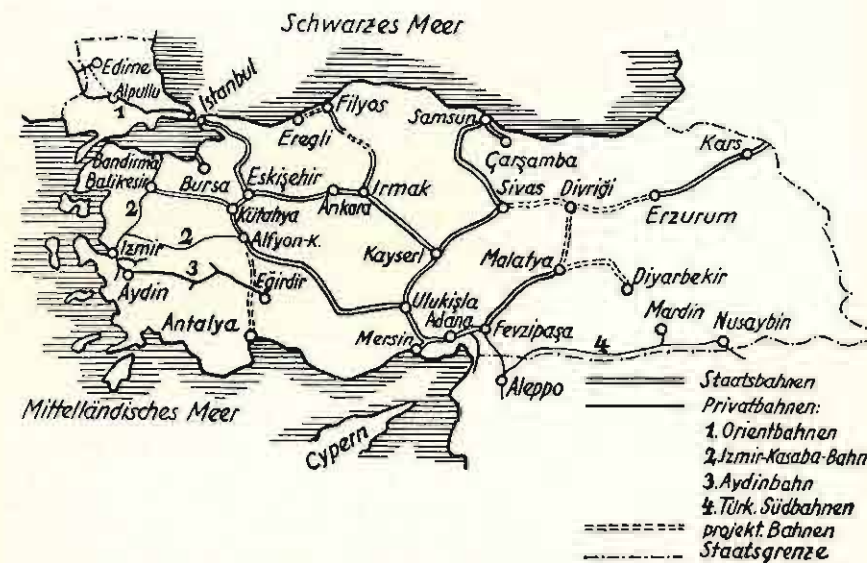 Schwarzes Meer
Edirne
Alpullu
1
Istanbul
Filyos
Eregli
Samsun
Çarşamba
Kars
Bandirma
Balikesir
Bursa
Eskişehir
Ankara
Irmak
Sivas
Divriği
Erzurum
Kütahya
2
2
Alfyon-K.
Izmir
Kayseri
Malatya
Aydin
3
Eğirdir
Diyarbekir
Ulukişla
Mardin
Antalya
Adana
Fevzipaşa
Nusaybin
Mersin
4
Aleppo
Mittelländisches Meer
Cypern
Staatsbahnen
Privatbahnen:
1. Orientbahnen
2. Izmir-Kasaba-Bahn
3. Aydinbahn
4. Türk. Südbahnen
projekt. Bahnen
Staatsgrenze